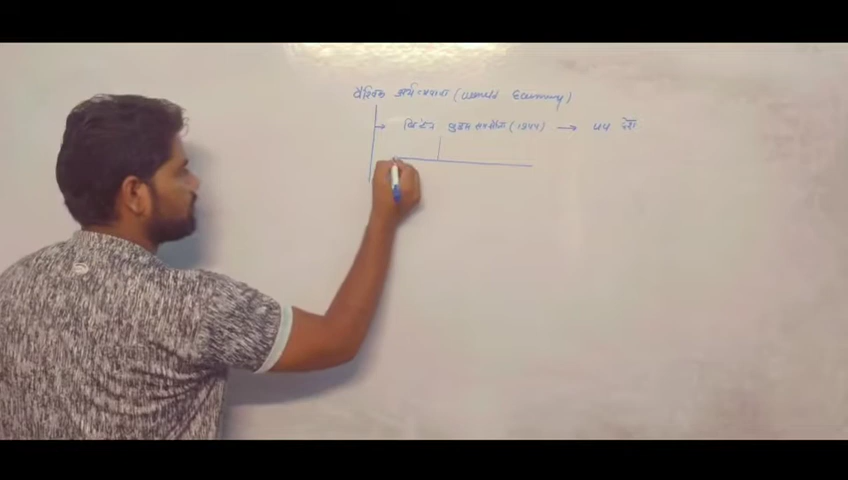 वैश्विक अर्थव्यवस्था (World Economy)
→ ब्रिटेन वुड्स सम्मेलन (1944) → 44 देश